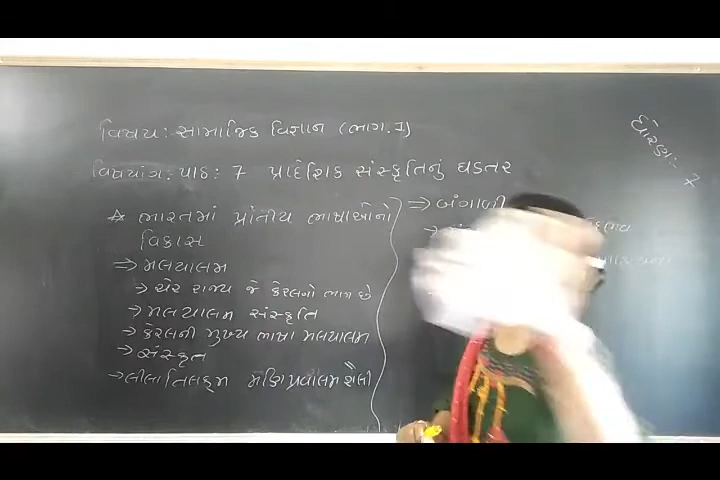 વિષય: સામાજિક વિજ્ઞાન (ભાગ.1)
ધોરણ:- 7
વિષયાંગ: પાઠ: 7 પ્રાદેશિક સંસ્કૃતિનું ઘડતર
☆ ભારતમાં પ્રાંતીય ભાષાઓનો
વિકાસ
⇒ મલયાલમ
→ ચેર રાજ્ય જે કેરલનો ભાગ છે
→ મલયાલમ સંસ્કૃતિ
→ કેરલની મુખ્ય ભાષા મલયાલમ
→ સંસ્કૃત
→ લીલાતિલકમ મણિપ્રવાલમ શૈલી
⇒ બંગાળી